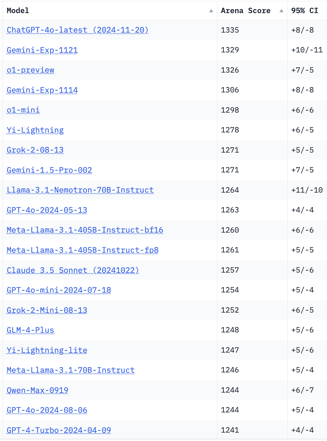 Model ▲ Arena Score ▲ 95% CI
ChatGPT-4o-latest (2024-11-20) 1335 +8/-8
Gemini-Exp-1121 1329 +10/-11
o1-preview 1326 +7/-5
Gemini-Exp-1114 1306 +8/-8
o1-mini 1298 +6/-6
Yi-Lightning 1278 +6/-5
Grok-2-08-13 1271 +5/-5
Gemini-1.5-Pro-002 1271 +7/-5
Llama-3.1-Nemotron-70B-Instruct 1264 +11/-10
GPT-4o-2024-05-13 1263 +4/-4
Meta-Llama-3.1-405B-Instruct-bf16 1260 +6/-6
Meta-Llama-3.1-405B-Instruct-fp8 1261 +5/-5
Claude 3.5 Sonnet (20241022) 1257 +5/-6
GPT-4o-mini-2024-07-18 1254 +5/-4
Grok-2-Mini-08-13 1252 +6/-5
GLM-4-Plus 1248 +5/-6
Yi-Lightning-lite 1247 +5/-6
Meta-Llama-3.1-70B-Instruct 1246 +5/-4
Qwen-Max-0919 1244 +6/-7
GPT-4o-2024-08-06 1244 +5/-4
GPT-4-Turbo-2024-04-09 1241 +4/-4